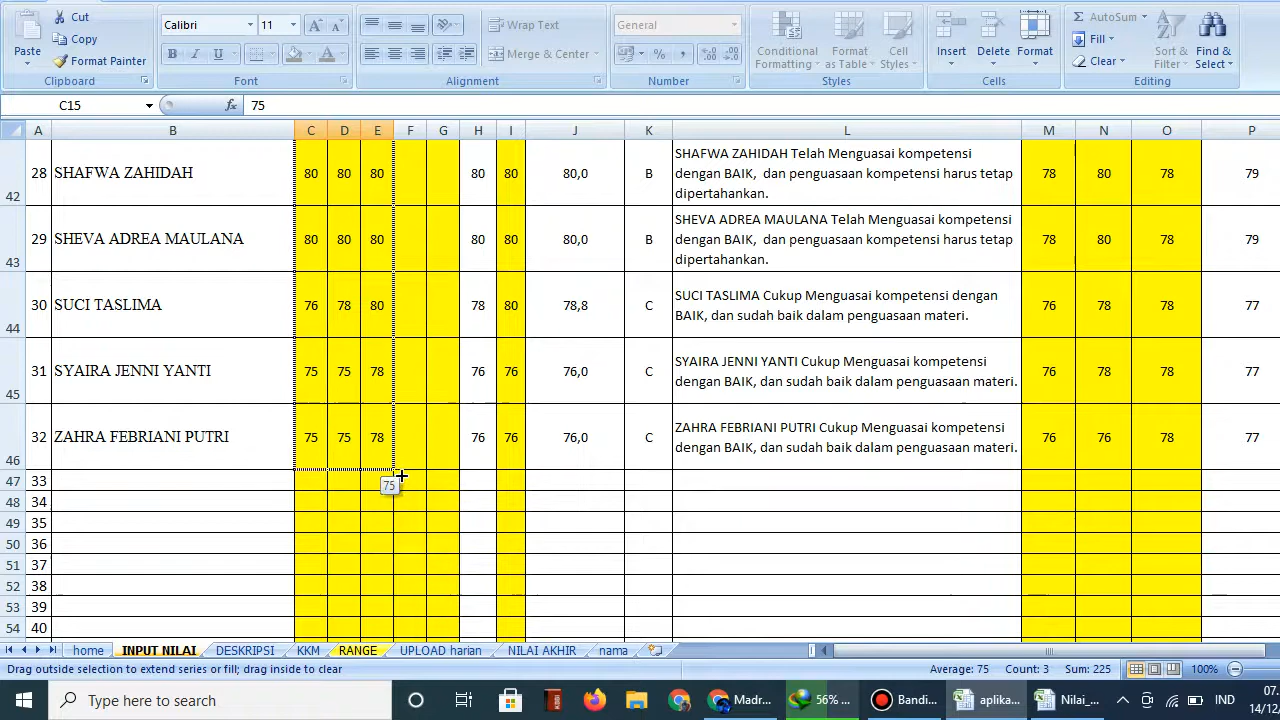 Cut
Copy
Format Painter
Paste
Clipboard
Calibri 11 A A
B I U A
Font
Wrap Text
Merge & Center
Alignment
General
% ,
Number
Conditional Formatting
Format as Table
Cell Styles
Styles
Insert Delete Format
Cells
Σ AutoSum
Fill
Clear
Sort & Filter
Find & Select
Editing
C15 fx 75
A B C D E F G H I J K L M N O P
42 28 SHAFWA ZAHIDAH 80 80 80 80 80 80,0 B SHAFWA ZAHIDAH Telah Menguasai kompetensi 78 80 78 79
dengan BAIK, dan penguasaan kompetensi harus tetap
dipertahankan.
43 29 SHEVA ADREA MAULANA 80 80 80 80 80 80,0 B SHEVA ADREA MAULANA Telah Menguasai kompetensi 78 80 78 79
dengan BAIK, dan penguasaan kompetensi harus tetap
dipertahankan.
44 30 SUCI TASLIMA 76 78 80 78 80 78,8 C SUCI TASLIMA Cukup Menguasai kompetensi dengan 76 78 78 77
BAIK, dan sudah baik dalam penguasaan materi.
45 31 SYAIRA JENNI YANTI 75 75 78 76 76 76,0 C SYAIRA JENNI YANTI Cukup Menguasai kompetensi 76 78 78 77
dengan BAIK, dan sudah baik dalam penguasaan materi.
46 32 ZAHRA FEBRIANI PUTRI 75 75 78 76 76 76,0 C ZAHRA FEBRIANI PUTRI Cukup Menguasai kompetensi 76 76 78 77
dengan BAIK, dan sudah baik dalam penguasaan materi.
47 33 75
48 34
49 35
50 36
51 37
52 38
53 39
54 40
home INPUT NILAI DESKRIPSI KKM RANGE UPLOAD harian NILAI AKHIR nama
Drag outside selection to extend series or fill; drag inside to clear Average: 75 Count: 3 Sum: 225 100%
Type here to search Madr... 56% ... Bandi... aplika... Nilai_... IND 07.
14/12/